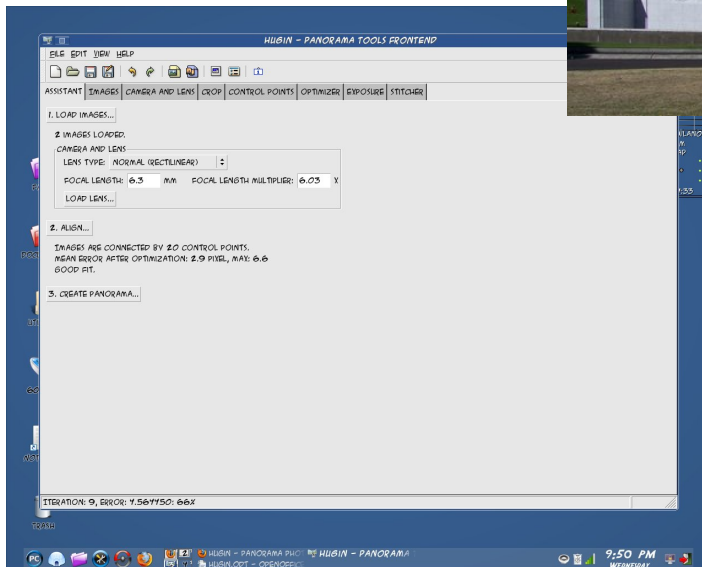 HUGIN - PANORAMA TOOLS FRONTEND
FILE EDIT VIEW HELP
ASSISTANT IMAGES CAMERA AND LENS CROP CONTROL POINTS OPTIMIZER EXPOSURE STITCHER
1. LOAD IMAGES...
2 IMAGES LOADED.
CAMERA AND LENS
LENS TYPE: NORMAL (RECTILINEAR)
FOCAL LENGTH: 6.3 MM FOCAL LENGTH MULTIPLIER: 6.03 X
LOAD LENS...
2. ALIGN...
IMAGES ARE CONNECTED BY 20 CONTROL POINTS.
MEAN ERROR AFTER OPTIMIZATION: 2.9 PIXEL, MAX: 6.6
GOOD FIT.
3. CREATE PANORAMA...
ITERATION: 9, ERROR: 4.564450: 66%
TRASH
PC
HUGIN - PANORAMA PHO HUGIN - PANORAMA
HUGIN.ODT - OPENOFFIC
9:50 PM
WEDNESDAY